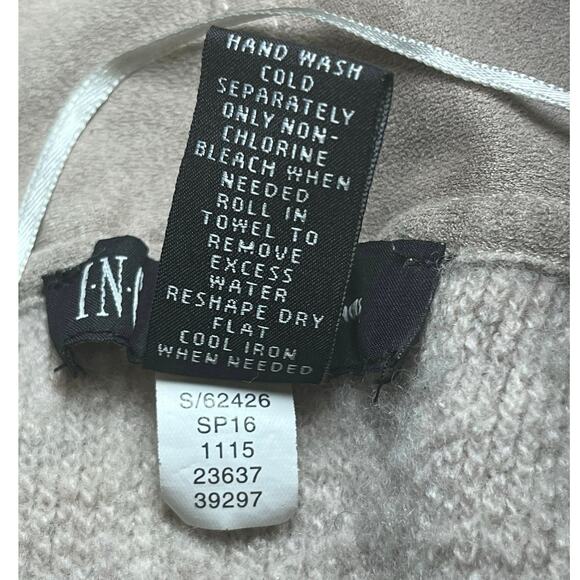 HAND WASH
COLD
SEPARATELY
ONLY NON-
CHLORINE
BLEACH WHEN
NEEDED
ROLL IN
TOWEL TO
REMOVE
EXCESS
WATER
RESHAPE DRY
FLAT
COOL IRON
WHEN NEEDED
I·N·
S/62426
SP16
1115
23637
39297